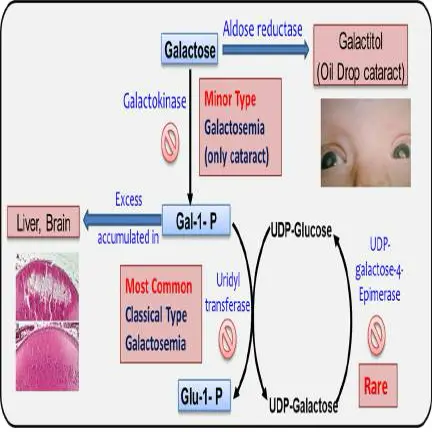 Galactose
Aldose reductase
Galactitol
(Oil Drop cataract)
Galactokinase
Minor Type
Galactosemia
(only cataract)
Liver, Brain
Excess
accumulated in
Gal-1- P
UDP-Glucose
UDP-
galactose-4-
Epimerase
Most Common
Classical Type
Galactosemia
Uridyl
transferase
Rare
Glu-1- P
UDP-Galactose